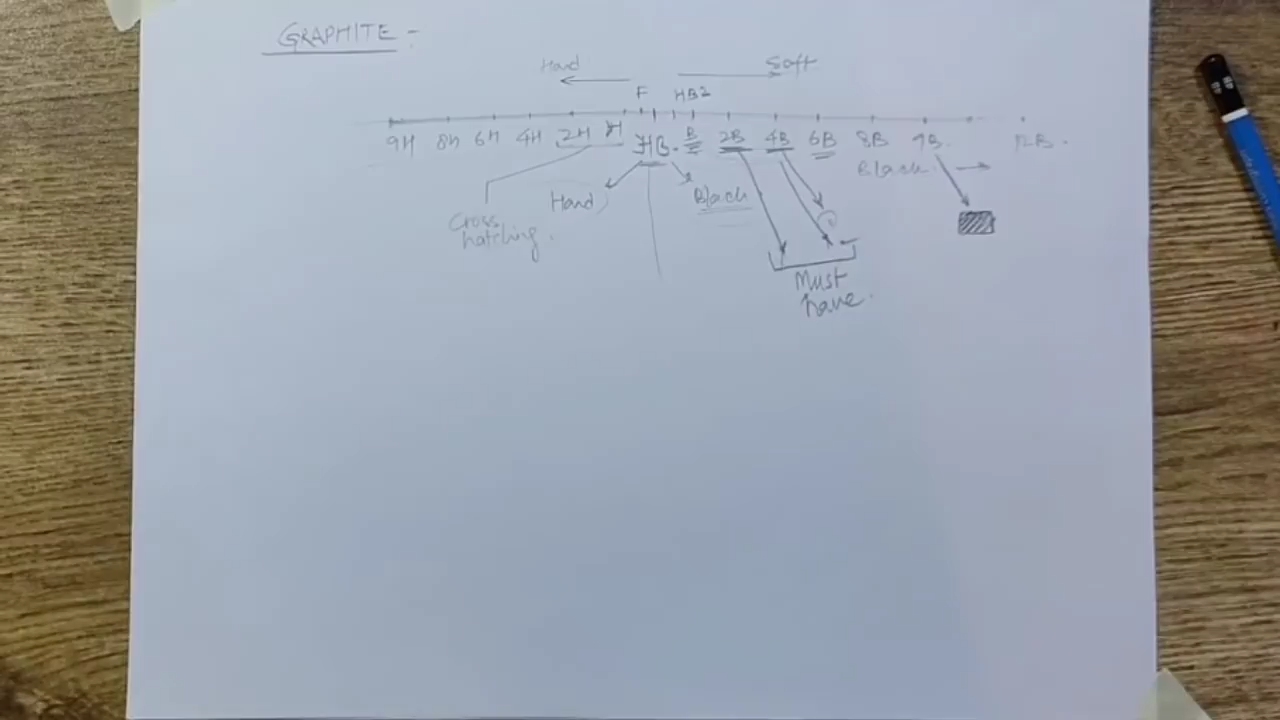 GRAPHITE -
Hard Soft
F HB2
9H 8H 6H 4H 2H H HB. B 2B 4B 6B 8B 9B. 12B.
Black.
Hard Black
Cross
hatching.
Must
have.